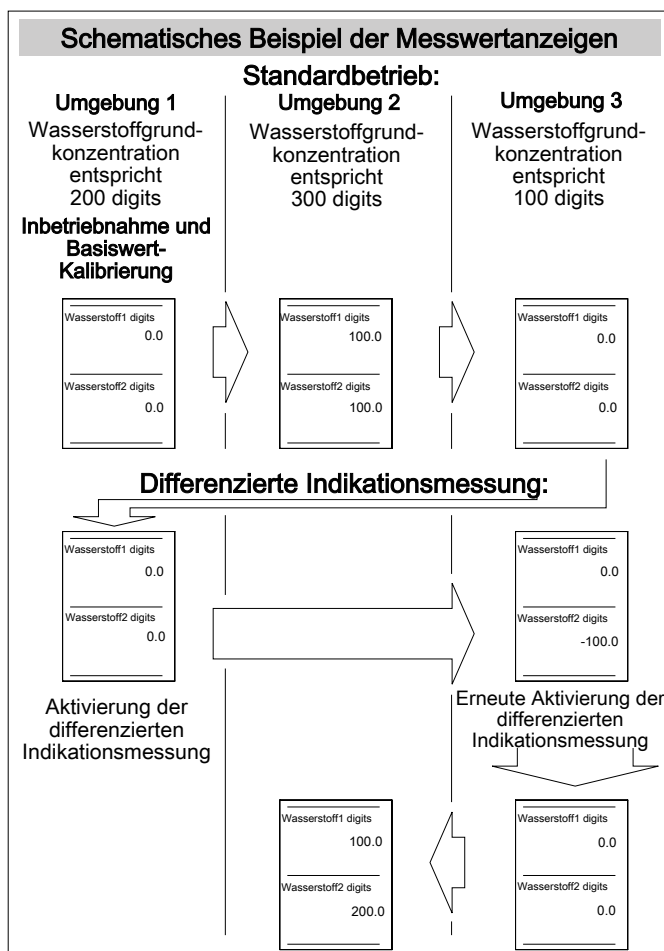 Schematisches Beispiel der Messwertanzeigen
Standardbetrieb:
Umgebung 1
Wasserstoffgrund-
konzentration
entspricht
200 digits
Inbetriebnahme und
Basiswert-
Kalibrierung
Umgebung 2
Wasserstoffgrund-
konzentration
entspricht
300 digits
Umgebung 3
Wasserstoffgrund-
konzentration
entspricht
100 digits
Wasserstoff1 digits
0.0
Wasserstoff2 digits
0.0
Wasserstoff1 digits
100.0
Wasserstoff2 digits
100.0
Wasserstoff1 digits
0.0
Wasserstoff2 digits
0.0
Differenzierte Indikationsmessung:
Wasserstoff1 digits
0.0
Wasserstoff2 digits
0.0
Aktivierung der
differenzierten
Indikationsmessung
Wasserstoff1 digits
0.0
Wasserstoff2 digits
-100.0
Erneute Aktivierung der
differenzierten
Indikationsmessung
Wasserstoff1 digits
100.0
Wasserstoff2 digits
200.0
Wasserstoff1 digits
0.0
Wasserstoff2 digits
0.0